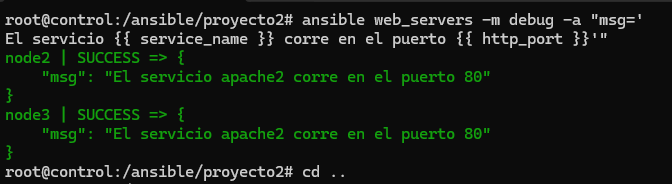 root@control:/ansible/proyecto2# ansible web_servers -m debug -a "msg='
El servicio {{ service_name }} corre en el puerto {{ http_port }}'"
node2 | SUCCESS => {
    "msg": "El servicio apache2 corre en el puerto 80"
}
node3 | SUCCESS => {
    "msg": "El servicio apache2 corre en el puerto 80"
}
root@control:/ansible/proyecto2# cd ..